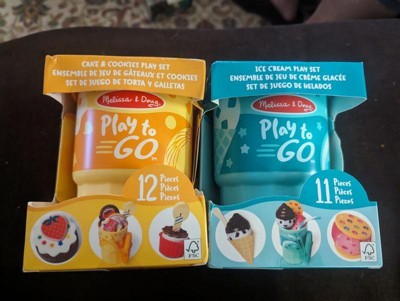 CAKE & COOKIES PLAY SET
ENSEMBLE DE JEU DE GÂTEAUX ET COOKIES
SET DE JUEGO DE TORTA Y GALLETAS
Melissa & Doug
Play to
GO
12 Pieces
Pièces
Piezas
FSC
ICE CREAM PLAY SET
ENSEMBLE DE JEU DE CRÈME GLACÉE
SET DE JUEGO DE HELADOS
Melissa & Doug
Play to
GO
11 Pieces
Pièces
Piezas
FSC